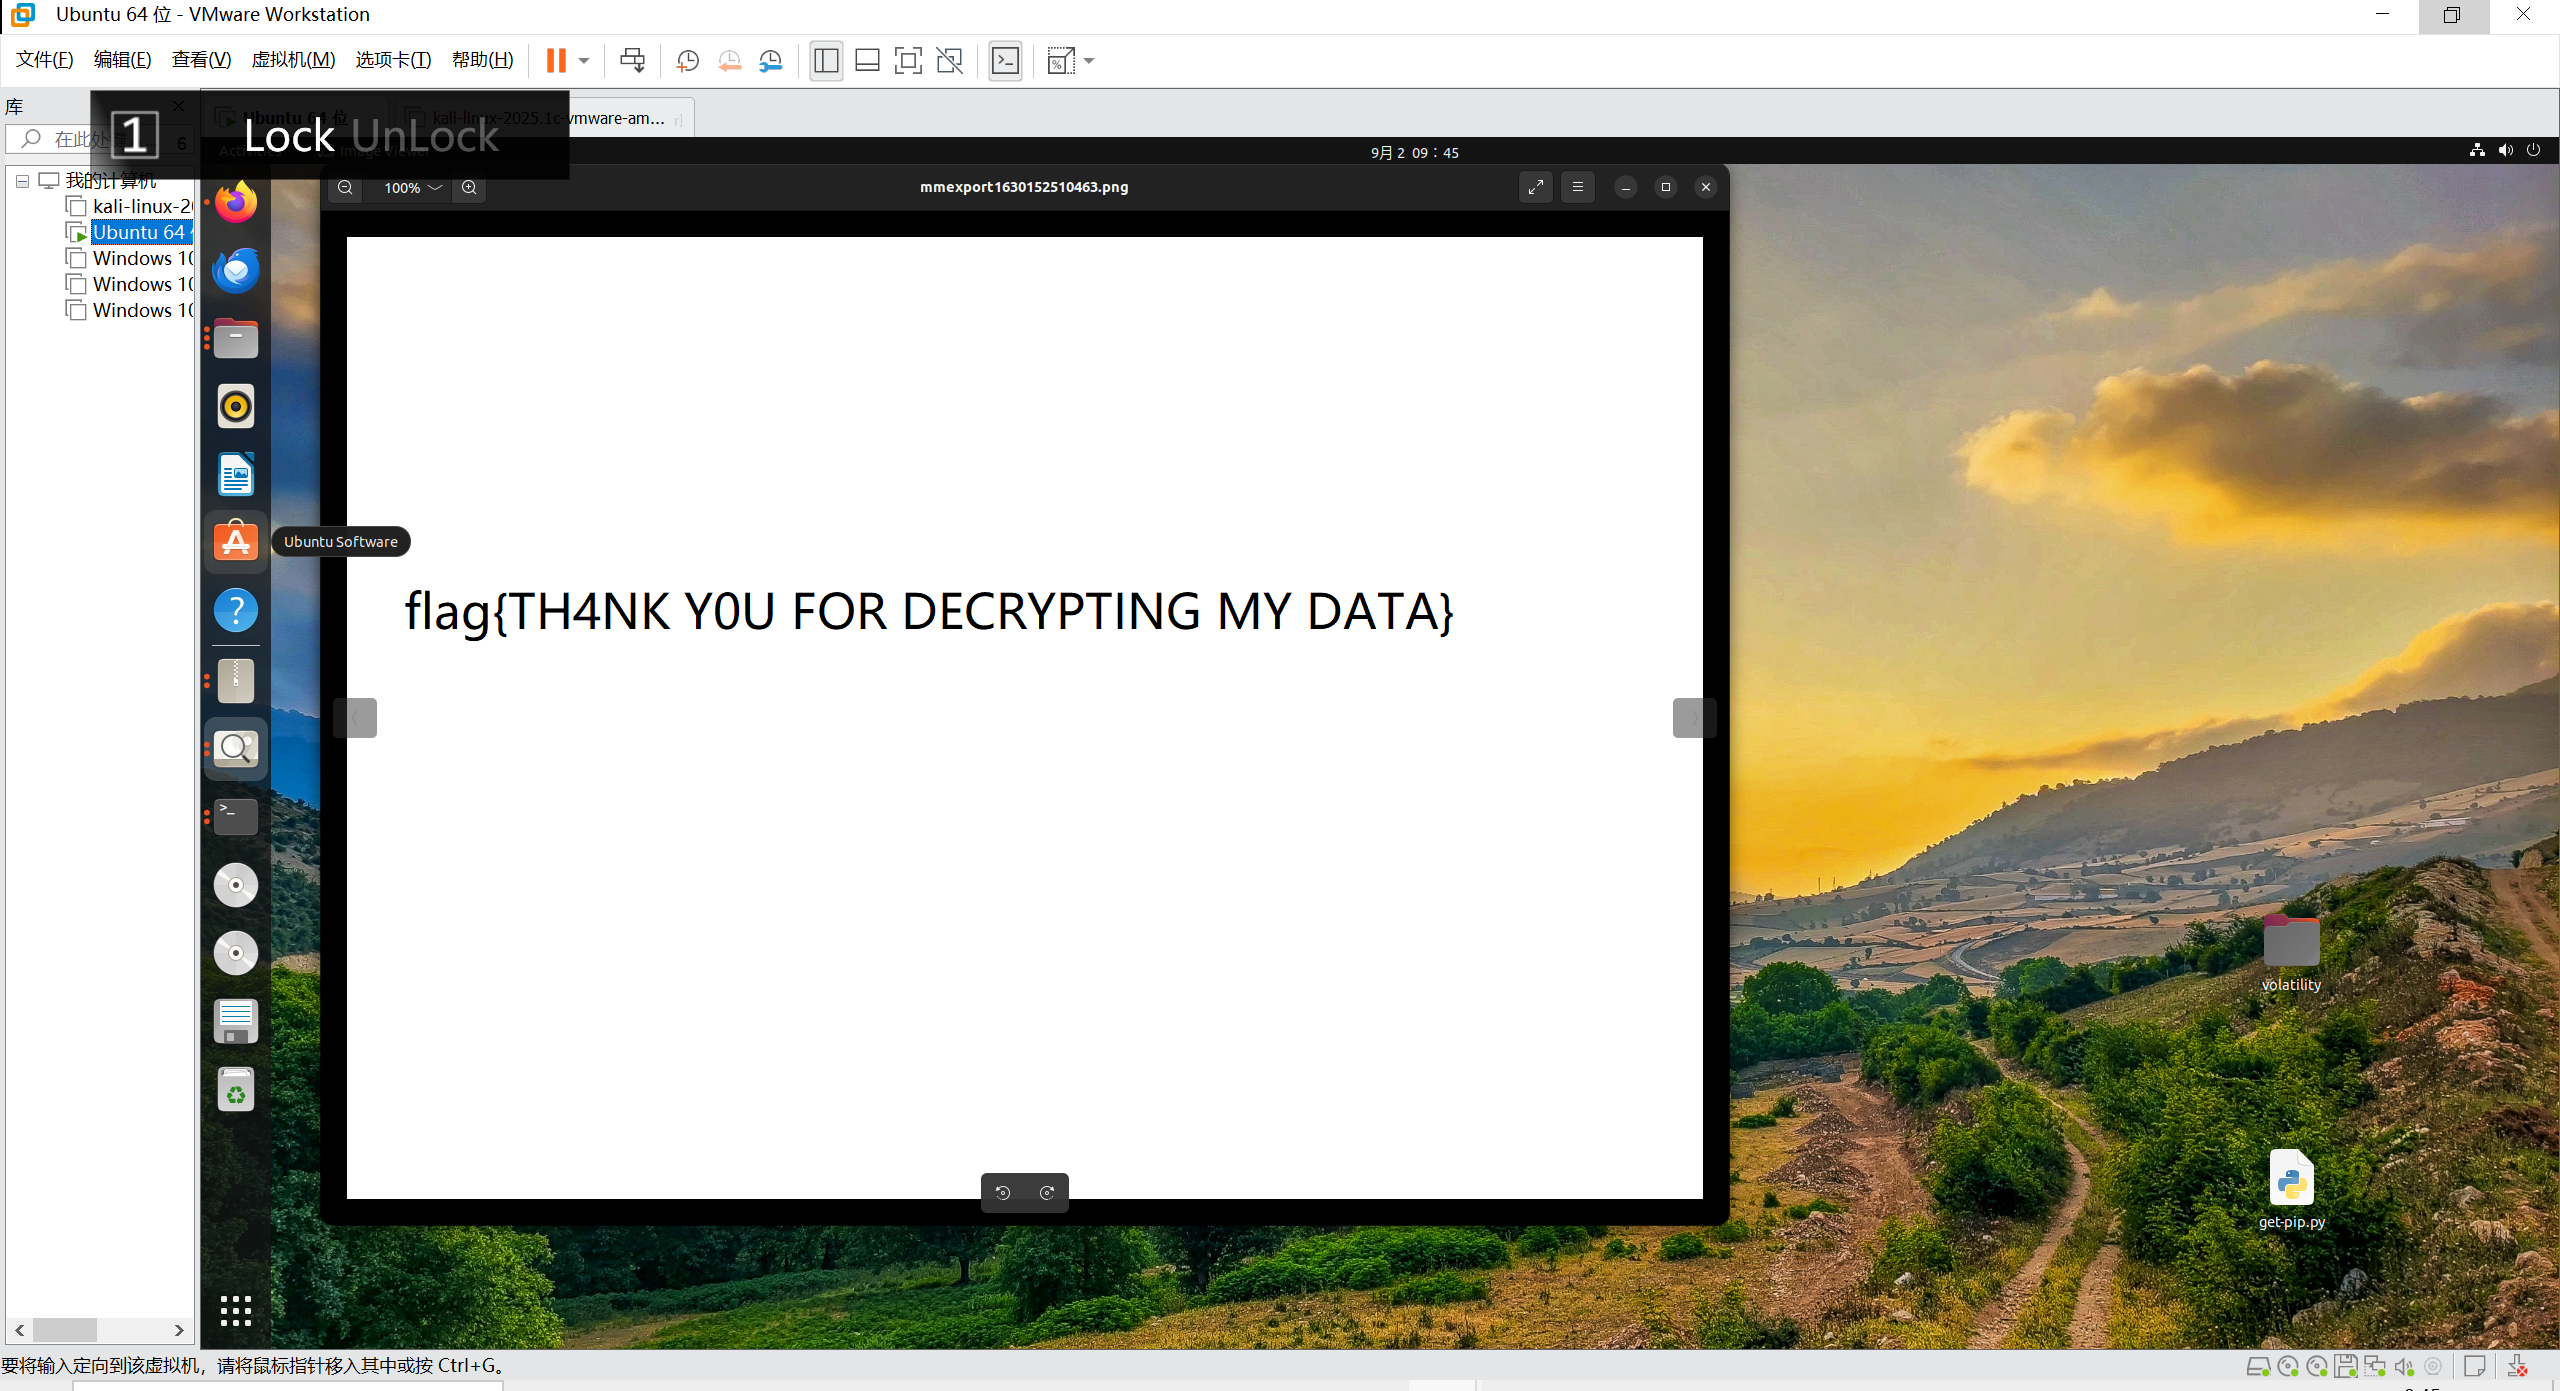 Ubuntu 64 位 - VMware Workstation
文件(F) 编辑(E) 查看(V) 虚拟机(M) 选项卡(T) 帮助(H)
库
Ubuntu 64 位
kali-linux-2025.1c-vmware-am...
1
Lock UnLock
在此处
我的计算机
kali-linux-20
Ubuntu 64
Windows 10
Windows 10
Windows 10
Image Viewer
9月 2 09：45
100%
mmexport1630152510463.png
Ubuntu Software
flag{TH4NK Y0U FOR DECRYPTING MY DATA}
volatility
get-pip.py
要将输入定向到该虚拟机，请将鼠标指针移入其中或按 Ctrl+G。